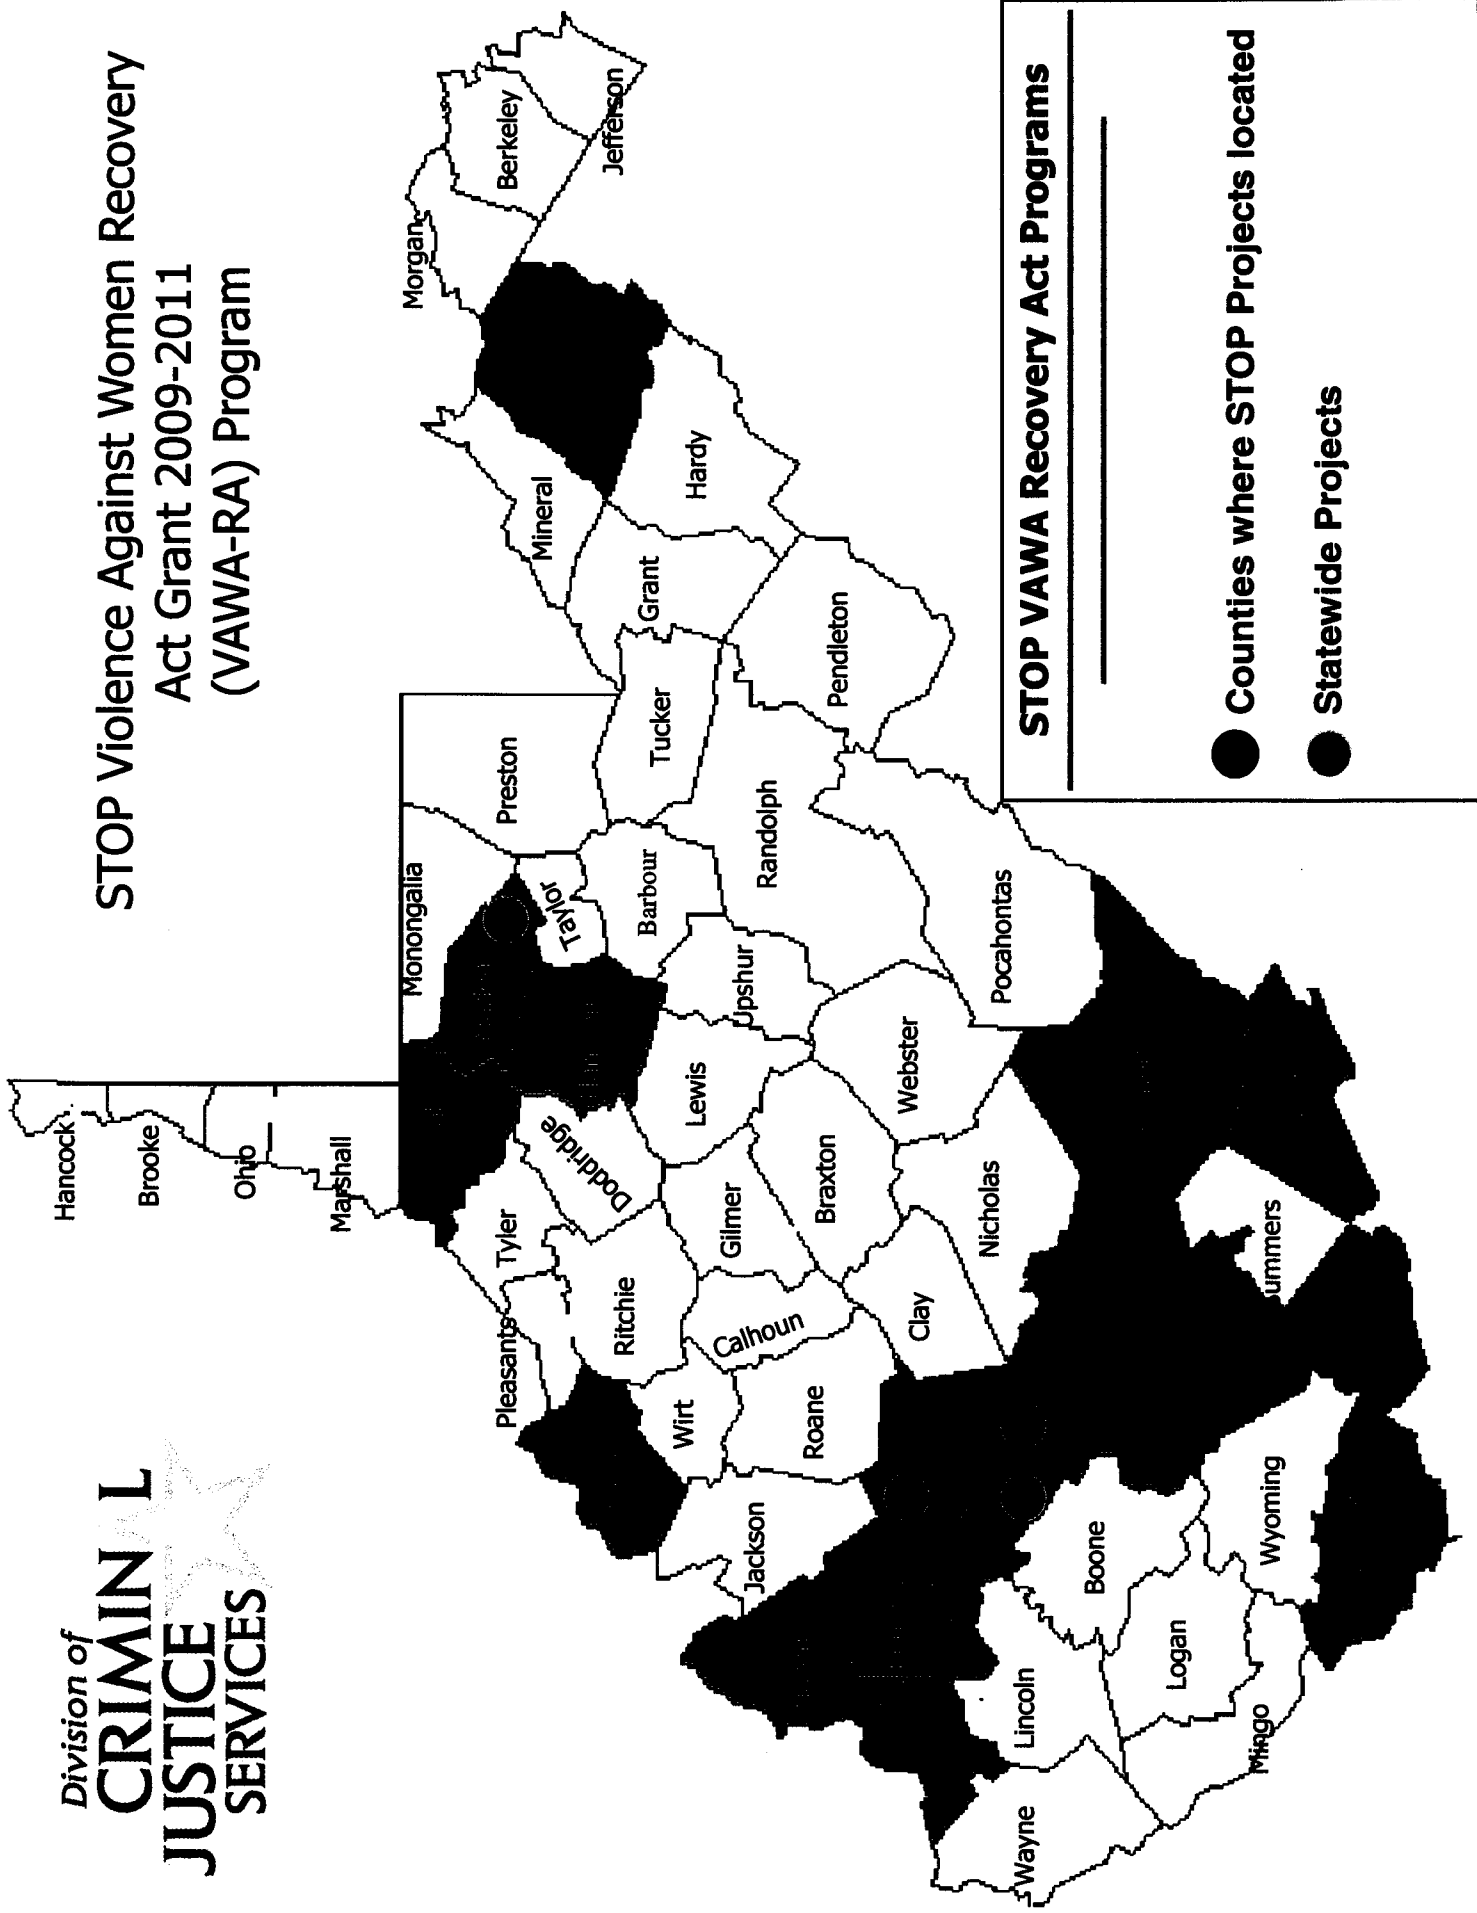 Division of
CRIMIN L
JUSTICE
SERVICES
STOP Violence Against Women Recovery
Act Grant 2009-2011
(VAWA-RA) Program
Hancock
Brooke
Ohio
Marshall
Monongalia
Preston
Morgan
Berkeley
Jefferson
Mineral
Hardy
Grant
Tucker
Pendleton
Taylor
Barbour
Randolph
Upshur
Pocahontas
Webster
Lewis
Doddridge
Tyler
Pleasants
Ritchie
Gilmer
Braxton
Nicholas
Calhoun
Clay
Wirt
Roane
Jackson
ummers
Boone
Wyoming
Logan
Lincoln
Mingo
Wayne
STOP VAWA Recovery Act Programs
Counties where STOP Projects located
Statewide Projects